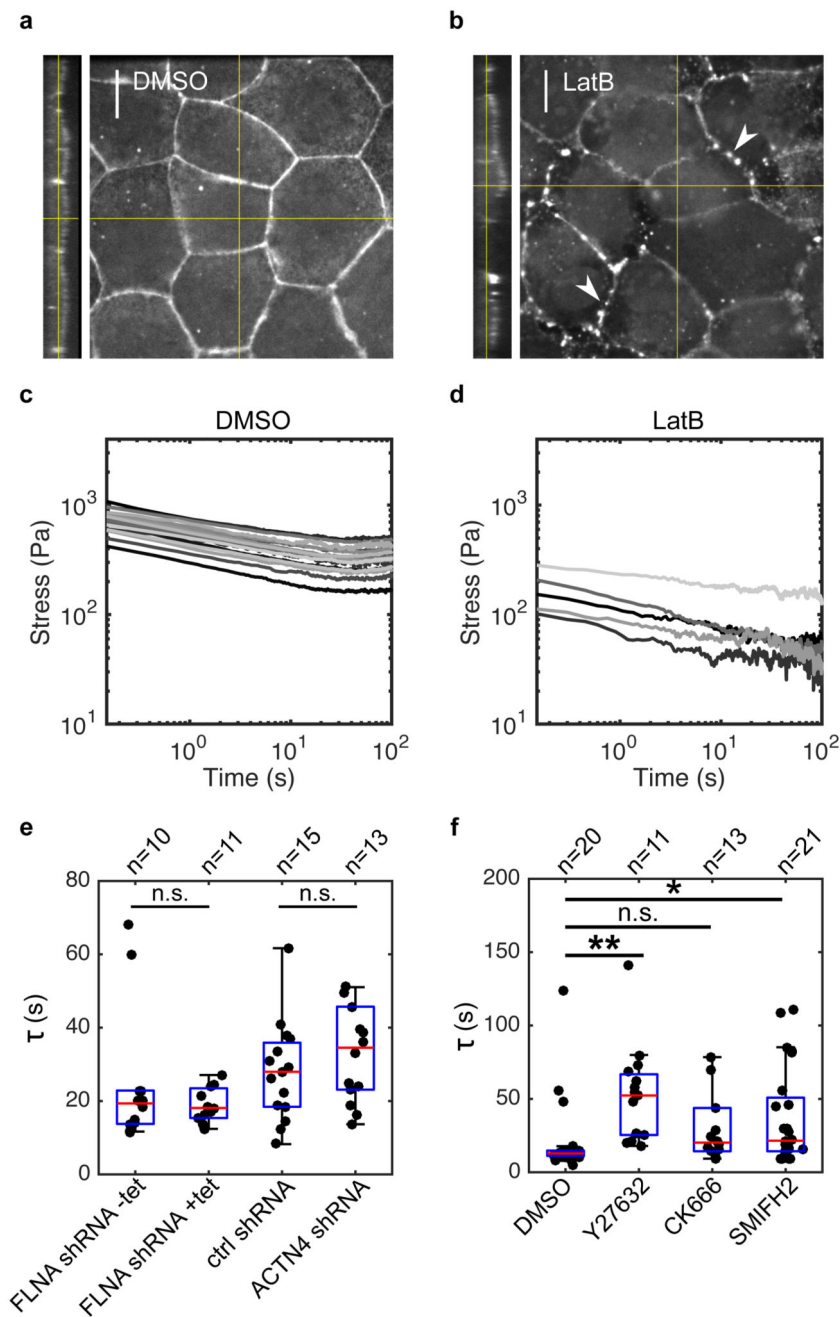 a
b
DMSO
LatB
c
d
DMSO
LatB
10³
10²
10¹
Stress (Pa)
10⁰
10¹
10²
Time (s)
10³
10²
10¹
Stress (Pa)
10⁰
10¹
10²
Time (s)
e
n=10
n=11
n=15
n=13
80
60
40
20
0
τ (s)
n.s.
n.s.
FLNA shRNA -tet
FLNA shRNA +tet
ctrl shRNA
ACTN4 shRNA
f
n=20
n=11
n=13
n=21
200
150
100
50
0
τ (s)
*
n.s.
**
DMSO
Y27632
CK666
SMIFH2